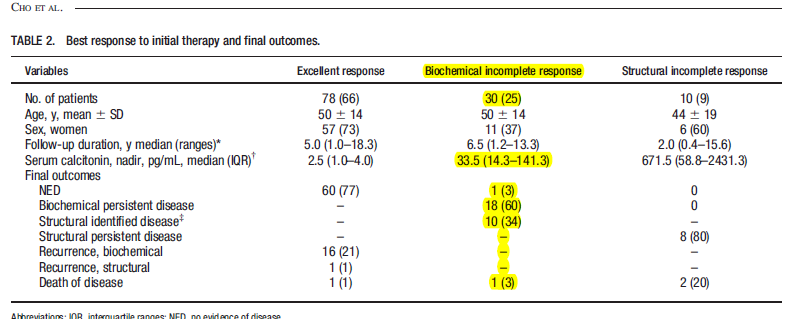 CHO ET AL.
TABLE 2. Best response to initial therapy and final outcomes.
Variables Excellent response Biochemical incomplete response Structural incomplete response
No. of patients 78 (66) 30 (25) 10 (9)
Age, y, mean ± SD 50 ± 14 50 ± 14 44 ± 19
Sex, women 57 (73) 11 (37) 6 (60)
Follow-up duration, y median (ranges)* 5.0 (1.0–18.3) 6.5 (1.2–13.3) 2.0 (0.4–15.6)
Serum calcitonin, nadir, pg/mL, median (IQR)† 2.5 (1.0–4.0) 33.5 (14.3–141.3) 671.5 (58.8–2431.3)
Final outcomes
NED 60 (77) 1 (3) 0
Biochemical persistent disease – 18 (60) 0
Structural identified disease‡ – 10 (34) –
Structural persistent disease – – 8 (80)
Recurrence, biochemical 16 (21) – –
Recurrence, structural 1 (1) – –
Death of disease 1 (1) 1 (3) 2 (20)
Abbreviations: IQR, interquartile ranges; NED, no evidence of disease